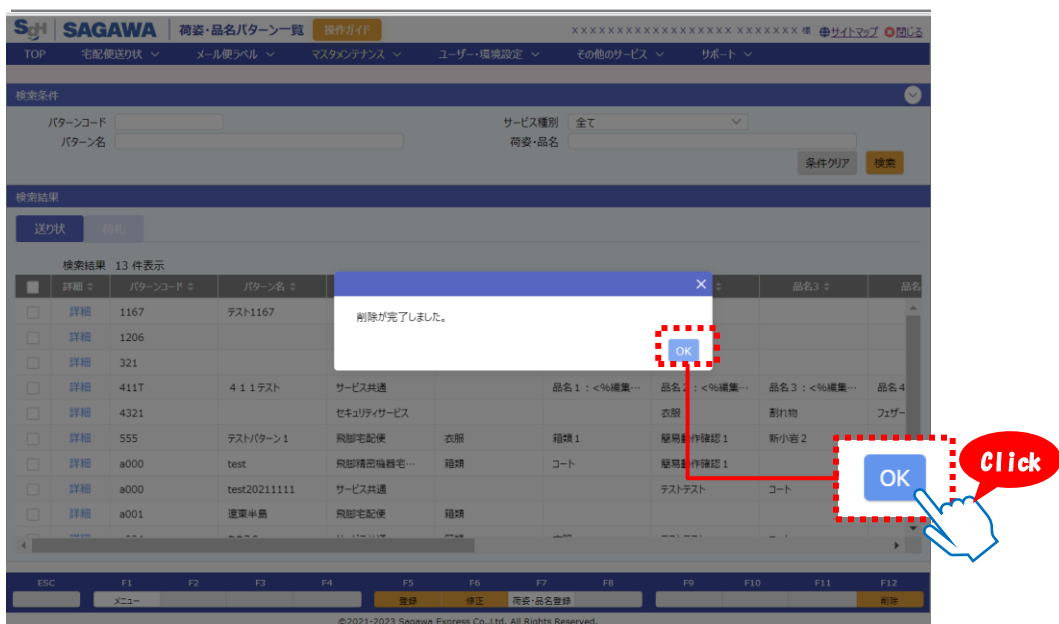 SGH SAGAWA 荷姿・品名パターン一覧 操作ガイド XXXXXXXXXXXXXXXXXX XXXXXXX 様 サイトマップ 閉じる
TOP 宅配便送り状 メール便ラベル マスタメンテナンス ユーザー・環境設定 その他のサービス サポート
検索条件
パターンコード サービス種別 全て
パターン名 荷姿・品名
条件クリア 検索
検索結果
送り状 荷札
検索結果 13 件表示
詳細 パターンコード パターン名 品名3 品名
詳細 1167 テスト1167
詳細 1206
詳細 321
詳細 411T 411テスト サービス共通 品名1:<%編集… 品名2:<%編集… 品名3:<%編集… 品名4
詳細 4321 セキュリティサービス 衣服 割れ物 フェザー
詳細 555 テストパターン1 飛脚宅配便 衣服 箱類1 簡易動作確認1 新小岩2
詳細 a000 test 飛脚精密機器宅… 箱類 コート 簡易動作確認1
詳細 a000 test20211111 サービス共通 テストテスト コート
詳細 a001 遼東半島 飛脚宅配便 箱類
削除が完了しました。
OK
OK
Click
ESC F1 F2 F3 F4 F5 F6 F7 F8 F9 F10 F11 F12
メニュー 登録 修正 荷姿・品名登録 削除
©2021-2023 Sagawa Express Co.,Ltd. All Rights Reserved.